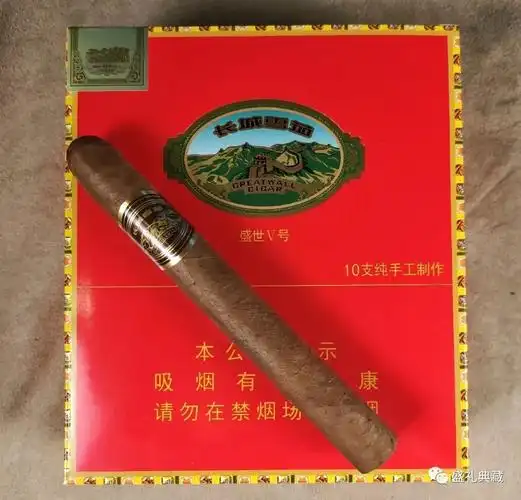 长城雪茄
GREATWALL
CIGAR
盛世V号
10支纯手工制作
本公 示
吸烟有 康
请勿在禁烟场
盛礼典藏